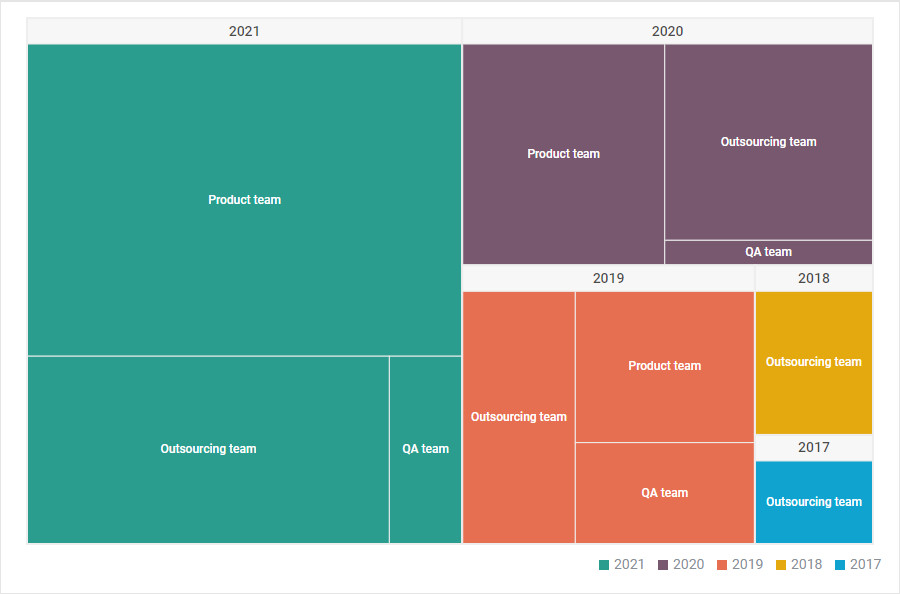 2021
Product team
Outsourcing team
QA team
2020
Product team
Outsourcing team
QA team
2019
Outsourcing team
Product team
QA team
2018
Outsourcing team
2017
Outsourcing team
2021 2020 2019 2018 2017